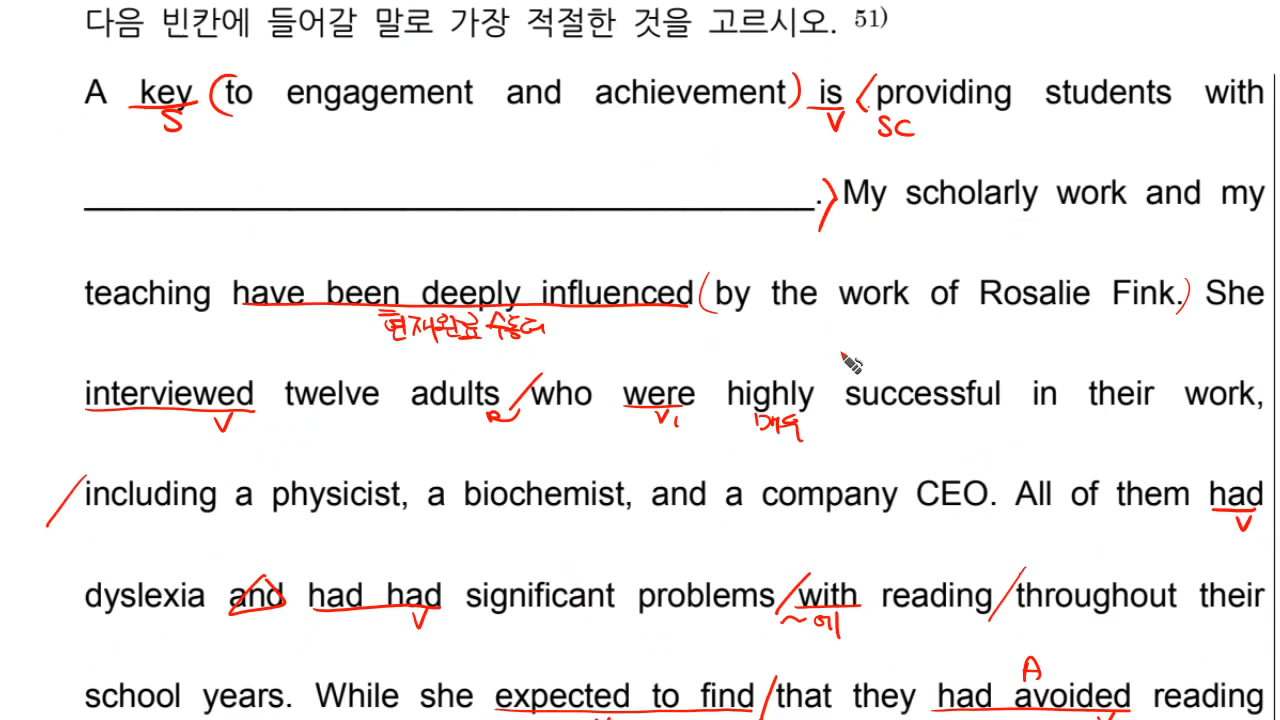 다음 빈칸에 들어갈 말로 가장 적절한 것을 고르시오. 51)
A key (to engagement and achievement) is <providing students with
S V SC
____________________.> My scholarly work and my
teaching have been deeply influenced (by the work of Rosalie Fink.) She
현재완료 수동태
interviewed twelve adults / who were highly successful in their work,
V V₁ 매우
/ including a physicist, a biochemist, and a company CEO. All of them had
V
dyslexia and had had significant problems / with reading / throughout their
V ~에
A
school years. While she expected to find / that they had avoided reading